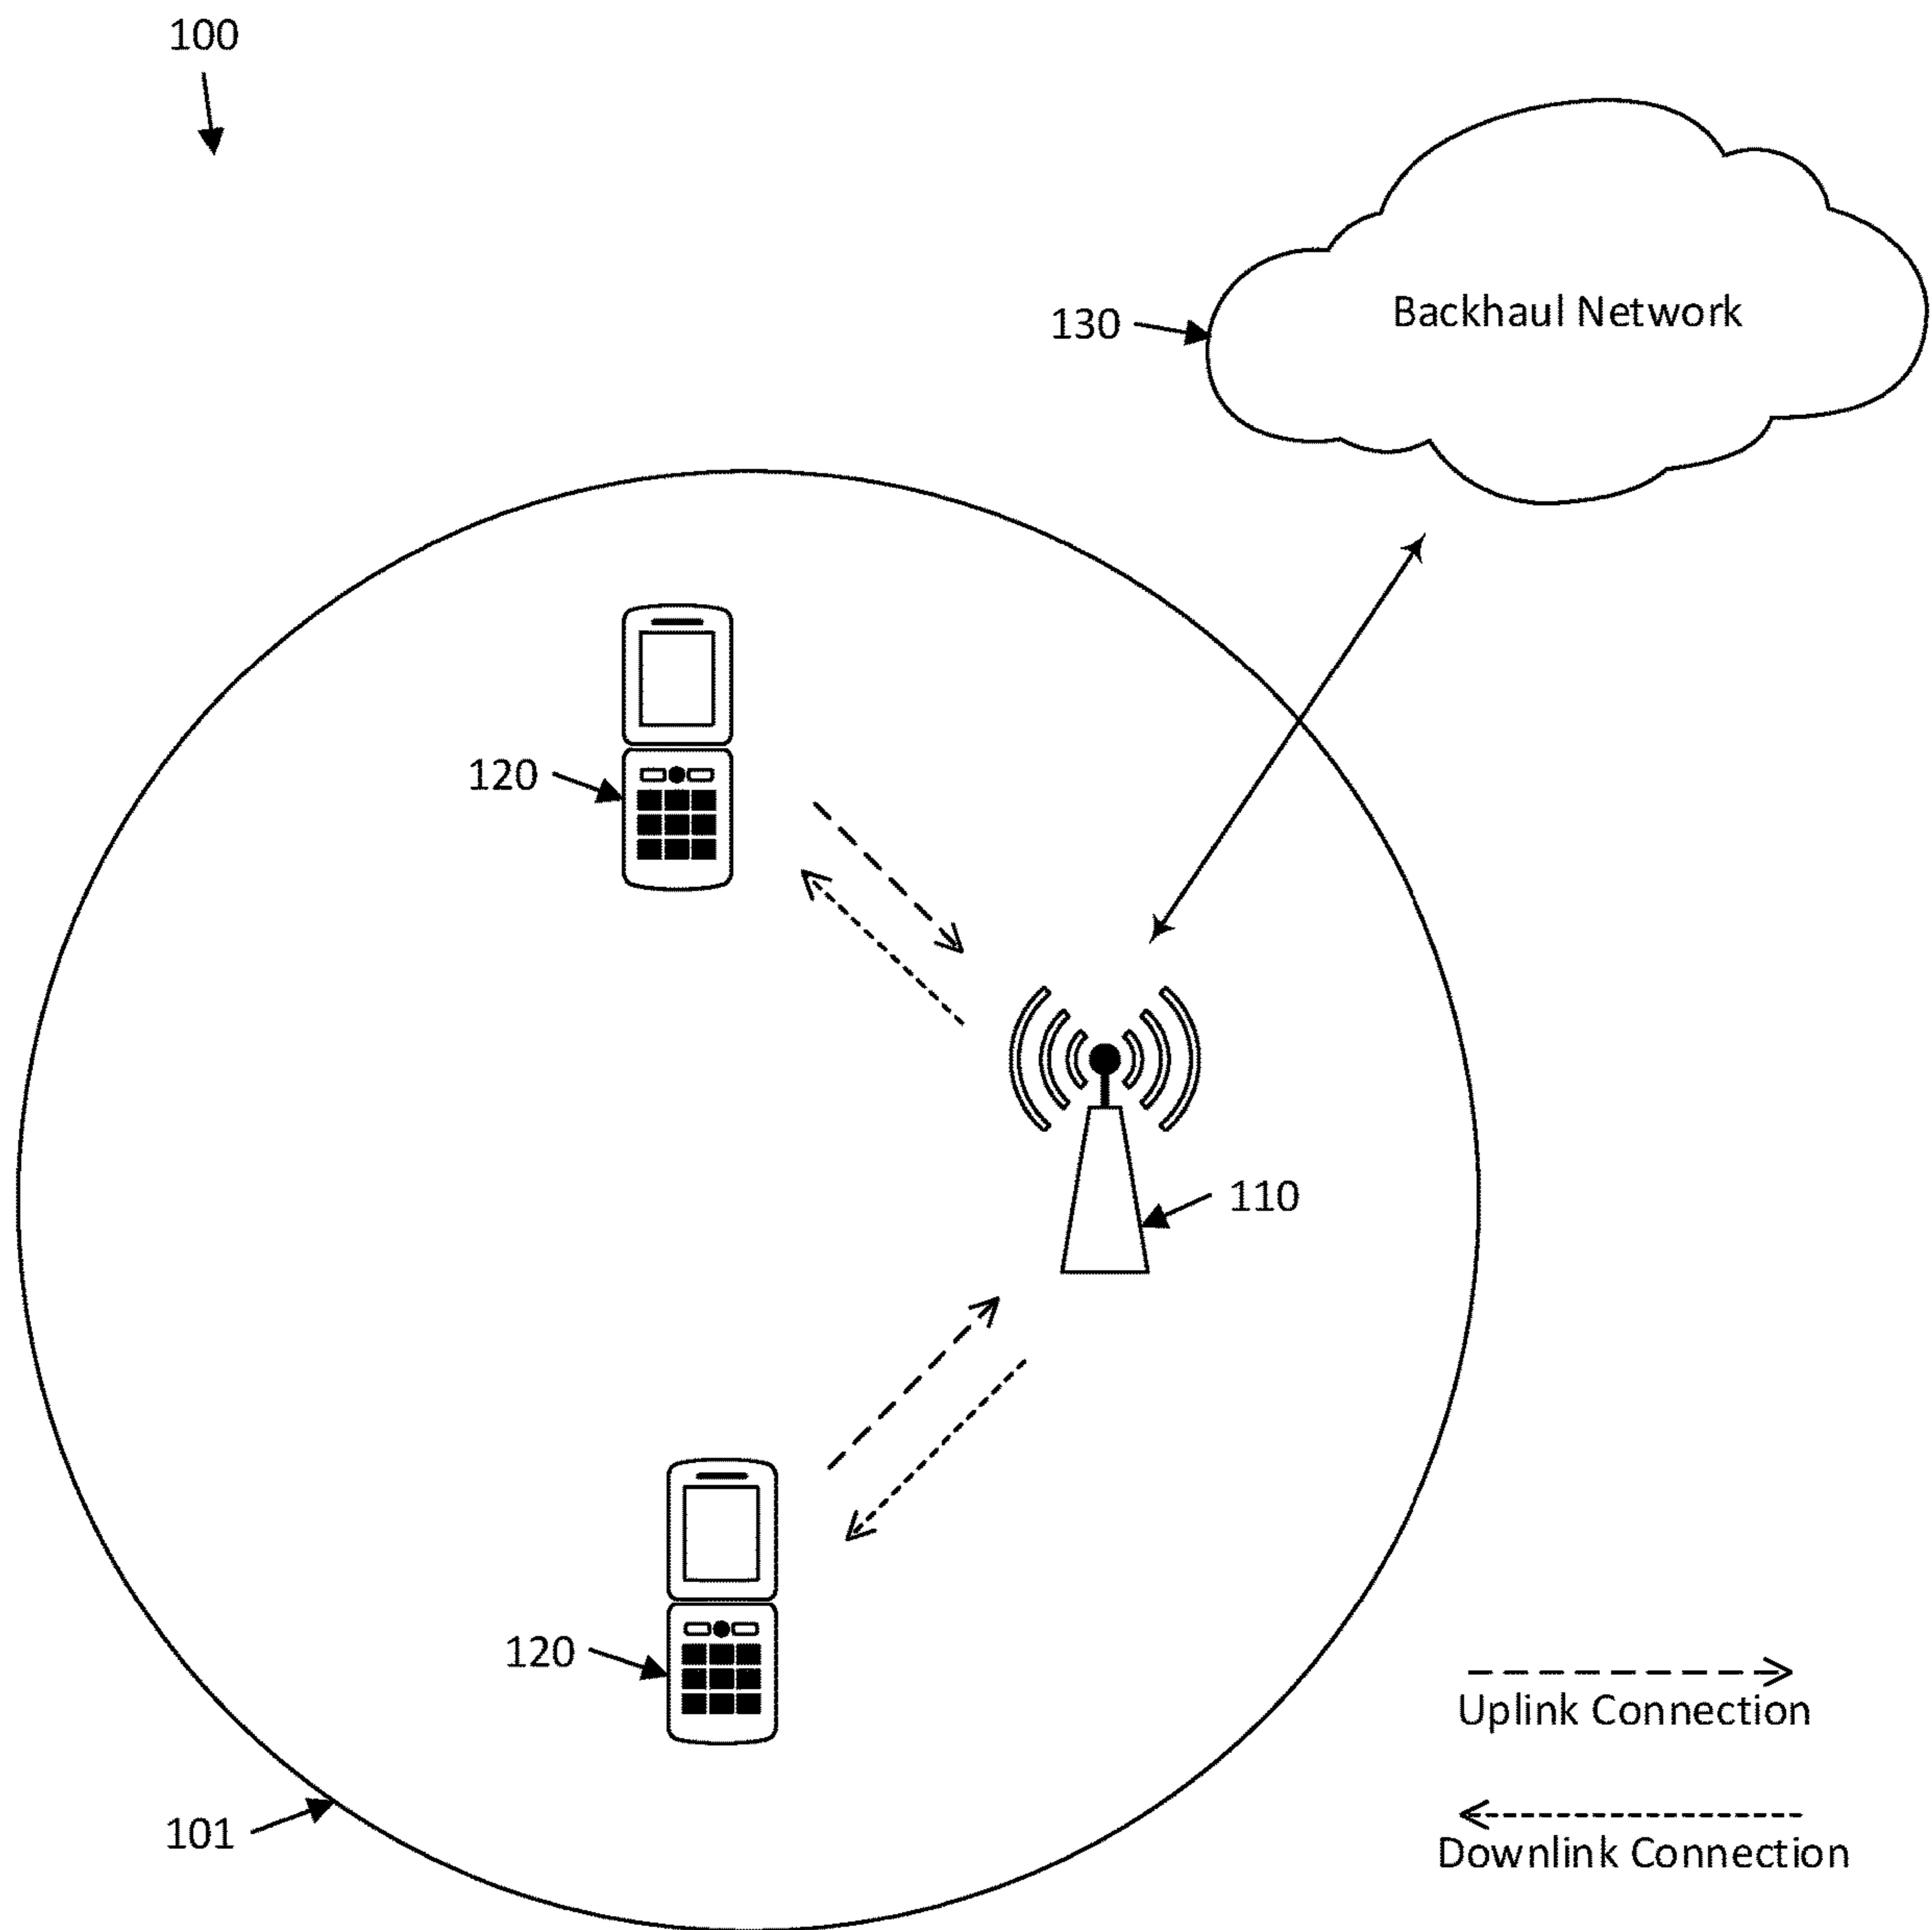 100
Backhaul Network
130
120
110
120
Uplink Connection
101
Downlink Connection